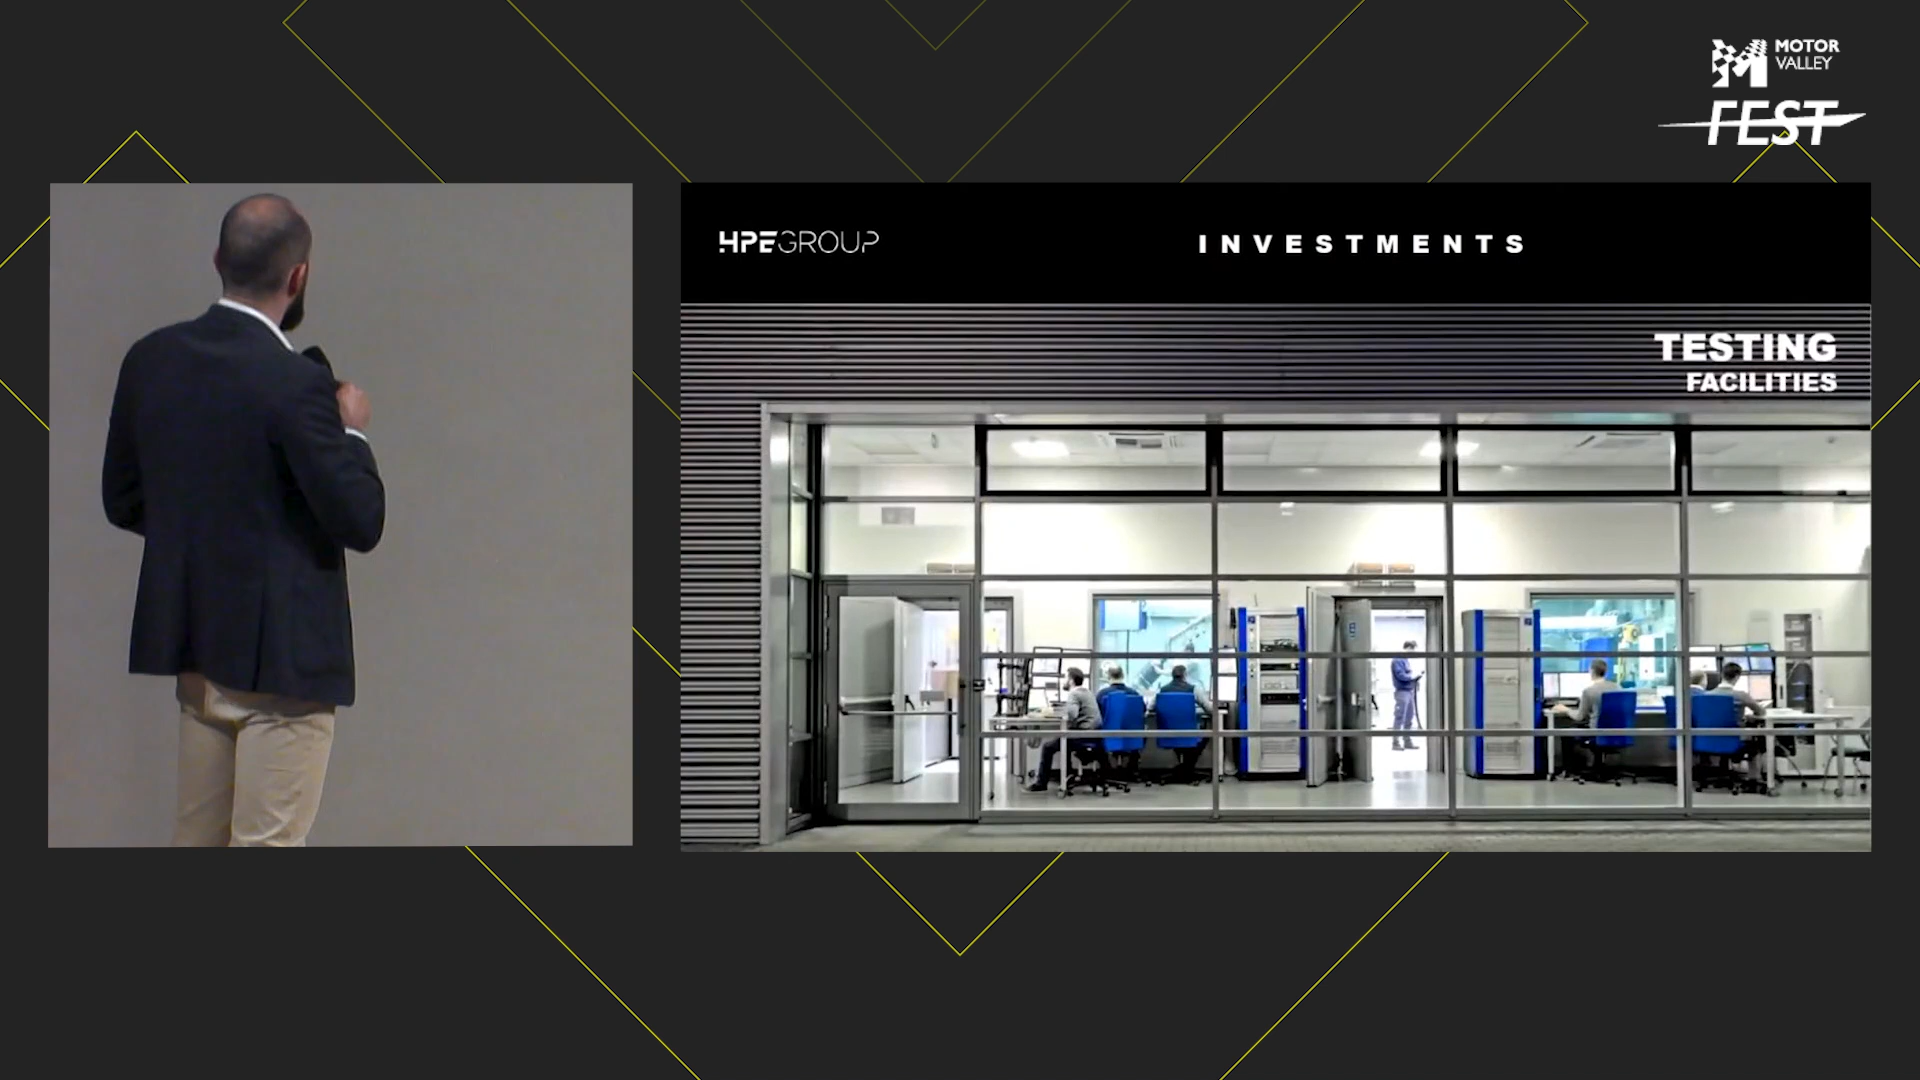 MOTOR
VALLEY
FEST
HPEGROUP
INVESTMENTS
TESTING
FACILITIES